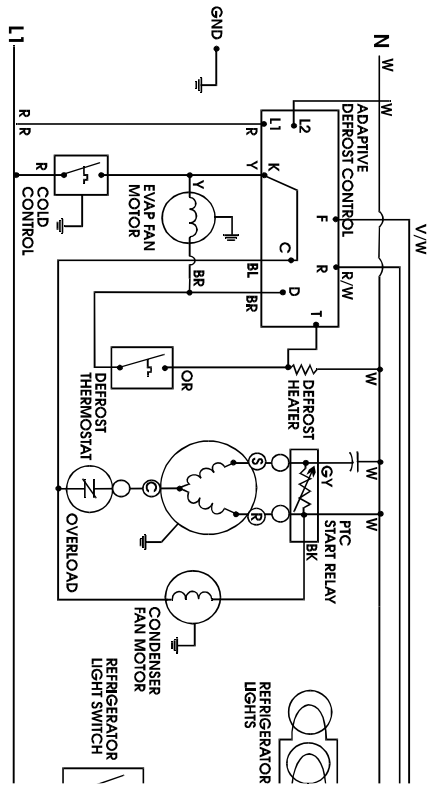 L1
GND
N
W
W
ADAPTIVE
DEFROST CONTROL
L1
L2
R
R
R
K
Y
F
V/W
R
R/W
C
BL
D
BR
T
R
COLD
CONTROL
Y
EVAP FAN
MOTOR
BR
OR
DEFROST
THERMOSTAT
DEFROST
HEATER
W
OVERLOAD
C
S
R
GY
BK
PTC
START RELAY
W
W
CONDENSER
FAN MOTOR
REFRIGERATOR
LIGHT SWITCH
REFRIGERATOR
LIGHTS